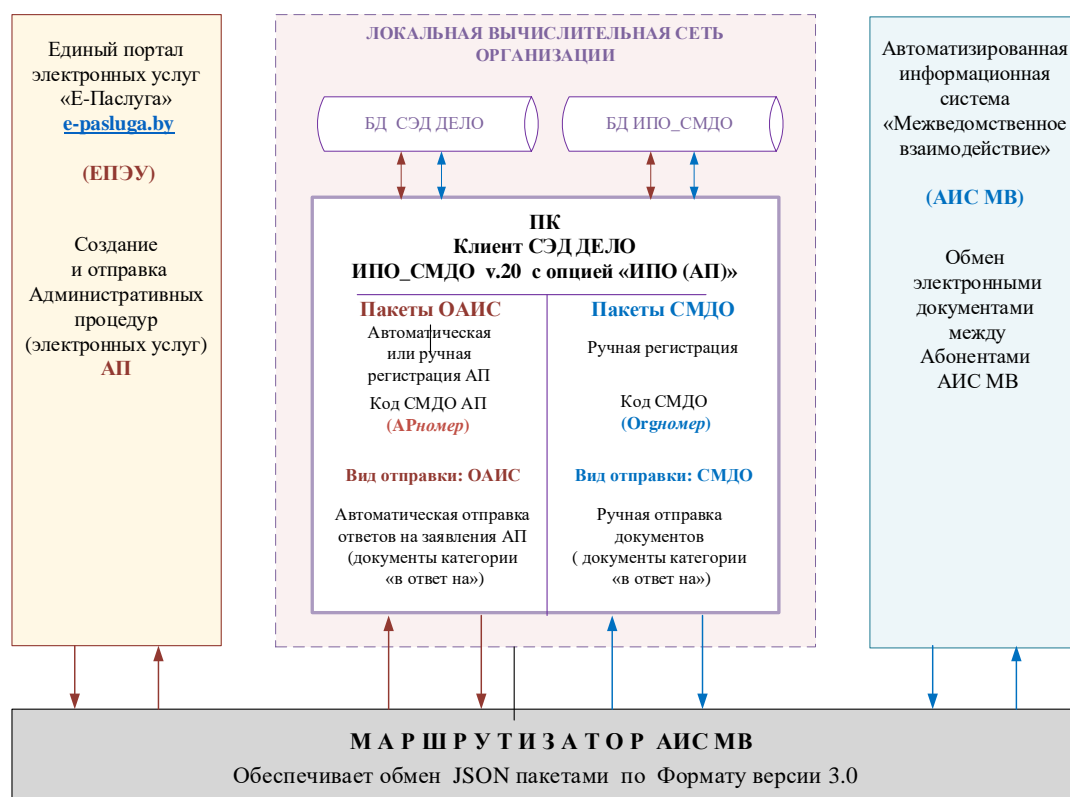 Единый портал
электронных услуг
«Е-Паслуга»
e-pasluga.by
(ЕПЭУ)
Создание
и отправка
Административных
процедур
(электронных услуг)
АП
ЛОКАЛЬНАЯ ВЫЧИСЛИТЕЛЬНАЯ СЕТЬ
ОРГАНИЗАЦИИ
БД СЭД ДЕЛО
БД ИПО_СМДО
ПК
Клиент СЭД ДЕЛО
ИПО_СМДО v.20 с опцией «ИПО (АП)»
Пакеты ОАИС
Автоматическая
или ручная
регистрация АП
Код СМДО АП
(APномер)
Вид отправки: ОАИС
Автоматическая отправка
ответов на заявления АП
(документы категории
«в ответ на»)
Пакеты СМДО
Ручная регистрация
Код СМДО
(Orgномер)
Вид отправки: СМДО
Ручная отправка
документов
( документы категории
«в ответ на»)
Автоматизированная
информационная
система
«Межведомственное
взаимодействие»
(АИС МВ)
Обмен
электронными
документами
между
Абонентами
АИС МВ
М А Р Ш Р У Т И З А Т О Р АИС МВ
Обеспечивает обмен JSON пакетами по Формату версии 3.0